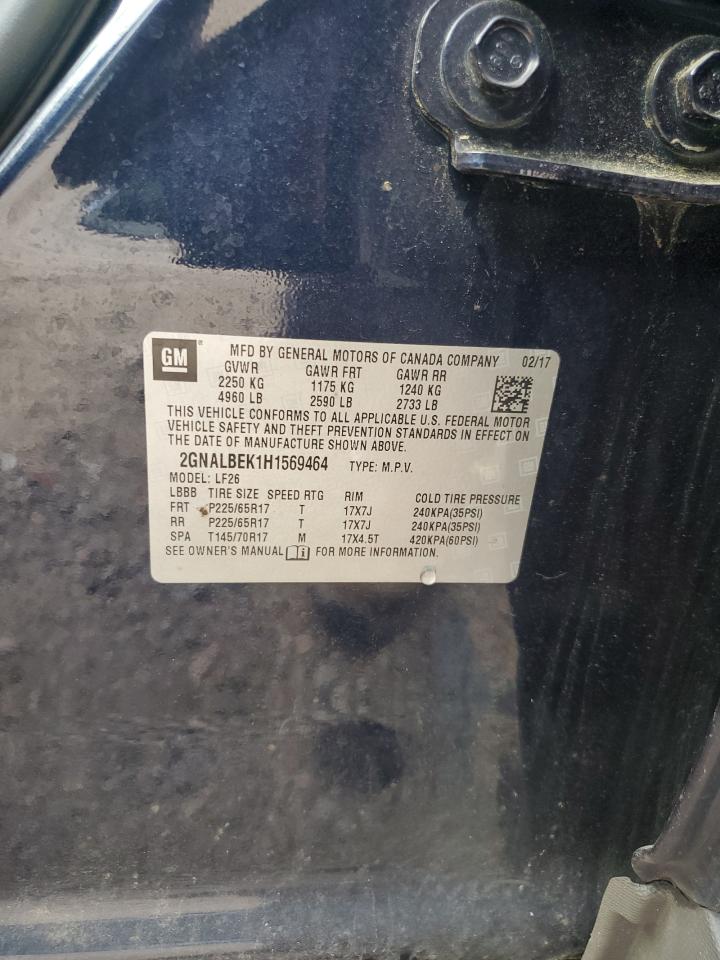 GM MFD BY GENERAL MOTORS OF CANADA COMPANY 02/17
GVWR GAWR FRT GAWR RR
2250 KG 1175 KG 1240 KG
4960 LB 2590 LB 2733 LB
THIS VEHICLE CONFORMS TO ALL APPLICABLE U.S. FEDERAL MOTOR
VEHICLE SAFETY AND THEFT PREVENTION STANDARDS IN EFFECT ON
THE DATE OF MANUFACTURE SHOWN ABOVE.
2GNALBEK1H1569464 TYPE: M.P.V.
MODEL: LF26
LBBB TIRE SIZE SPEED RTG RIM COLD TIRE PRESSURE
FRT P225/65R17 T 17X7J 240KPA(35PSI)
RR P225/65R17 T 17X7J 240KPA(35PSI)
SPA T145/70R17 M 17X4.5T 420KPA(60PSI)
SEE OWNER'S MANUAL FOR MORE INFORMATION.